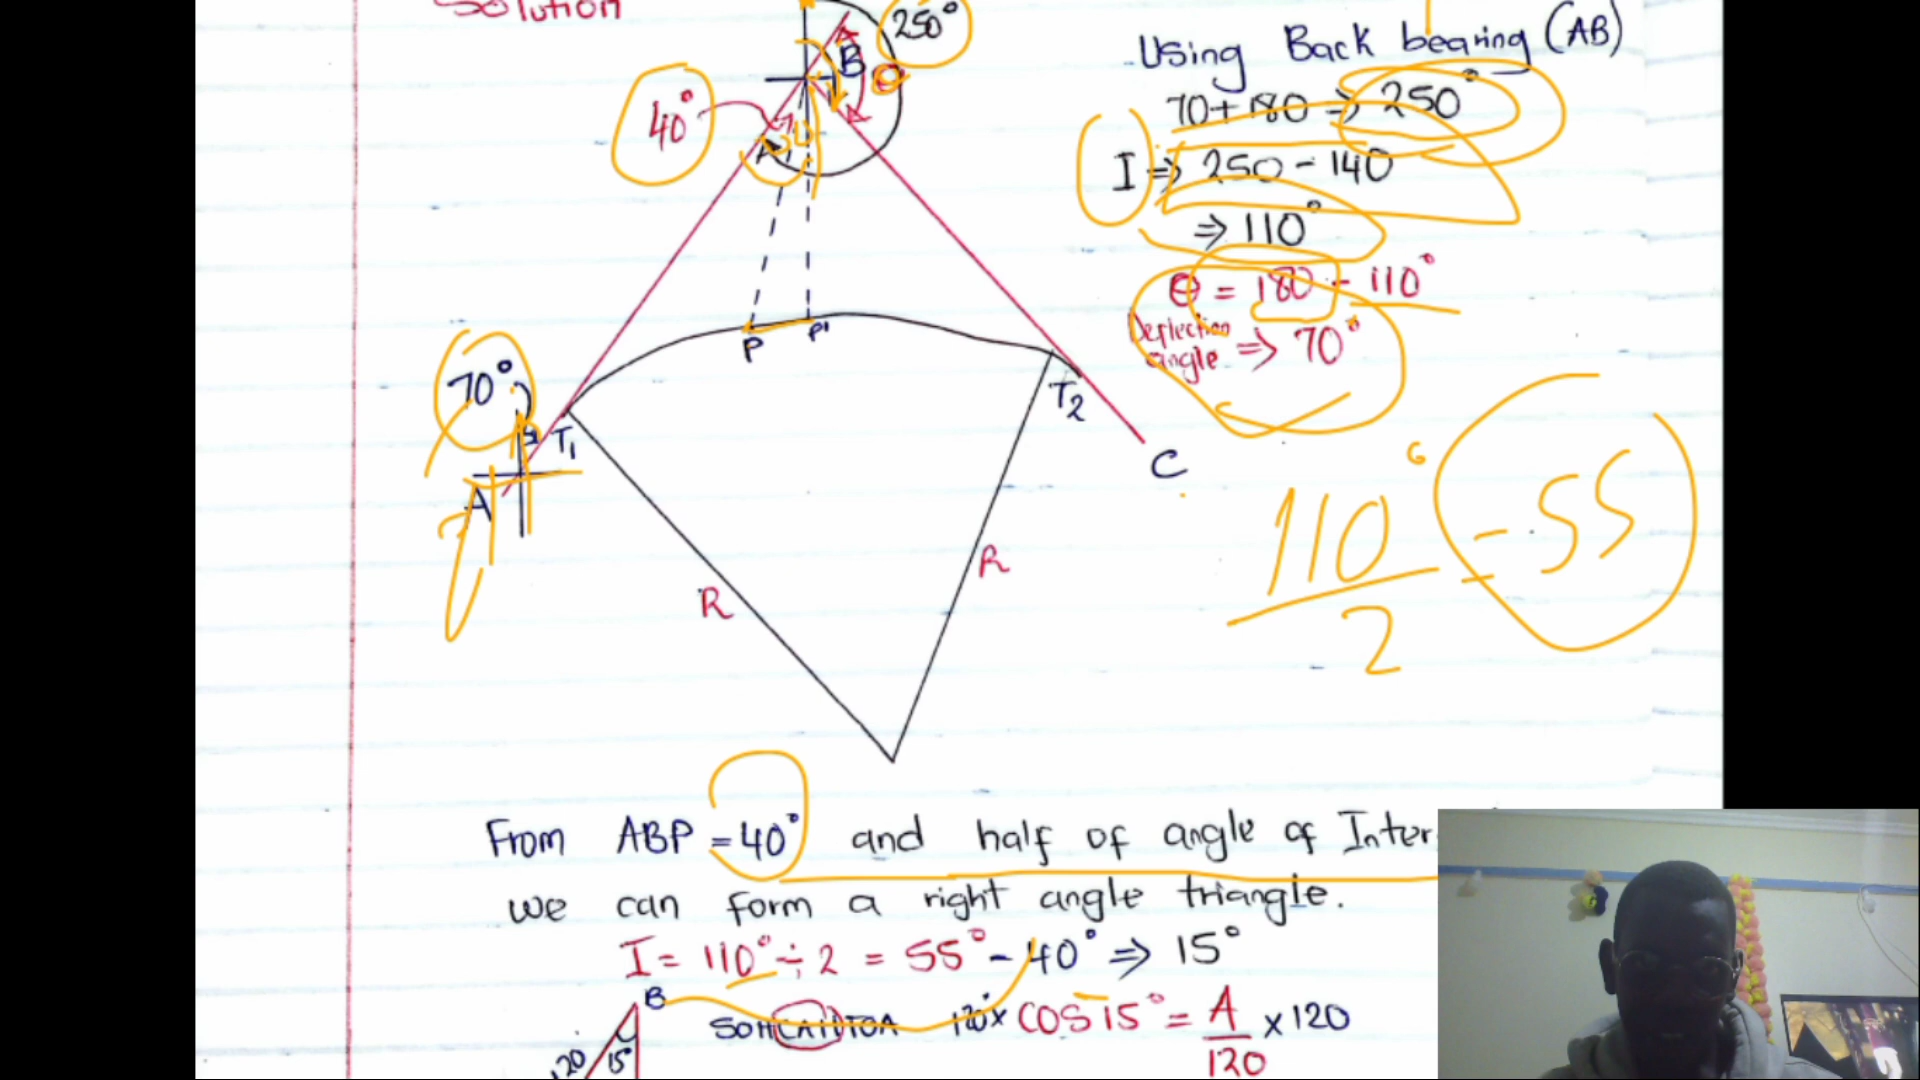 Solution
250°
Using Back bearing (AB)
B
θ
70+180 ⇒ 250°
40°
I ⇒ 250 - 140
⇒ 110°
θ = 180 - 110°
Deflection angle ⇒ 70°
P
P'
70°
T1
T2
A
C
110
2
= 55
R
R
From ABP = 40° and half of angle of Inter
we can form a right angle triangle.
I = 110° ÷ 2 = 55° - 40° ⇒ 15°
B
SOHCAHTOA 120 x COS 15° = A/120 x 120
120
15°